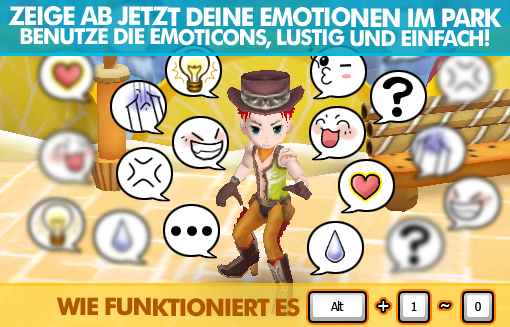 ZEIGE AB JETZT DEINE EMOTIONEN IM PARK
BENUTZE DIE EMOTICONS, LUSTIG UND EINFACH!
?
?
WIE FUNKTIONIERT ES Alt + 1 ~ 0